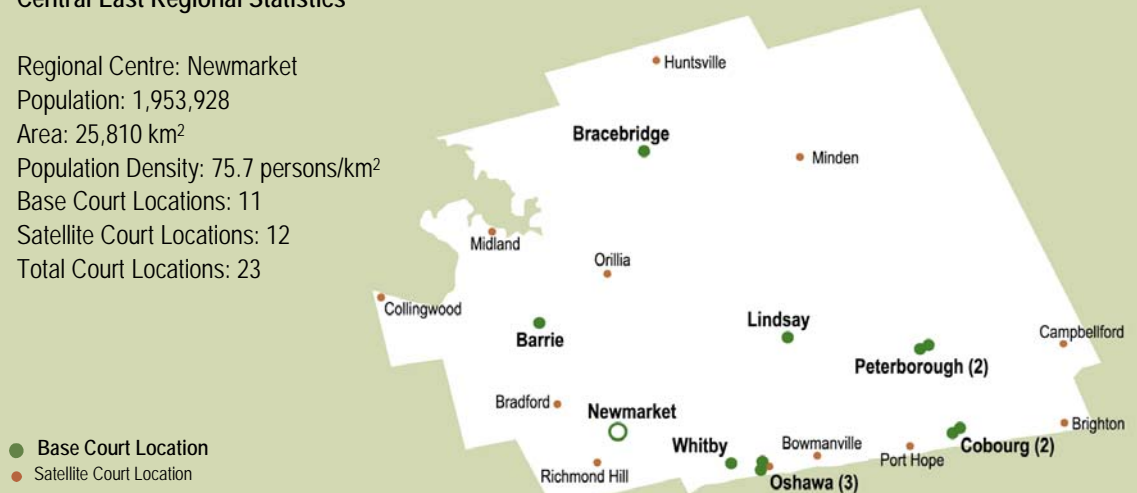 Central East Regional Statistics
Regional Centre: Newmarket
Population: 1,953,928
Area: 25,810 km²
Population Density: 75.7 persons/km²
Base Court Locations: 11
Satellite Court Locations: 12
Total Court Locations: 23
Huntsville
Bracebridge
Minden
Midland
Orillia
Collingwood
Barrie
Lindsay
Campbellford
Peterborough (2)
Bradford
Newmarket
Brighton
Whitby
Bowmanville
Cobourg (2)
Port Hope
Richmond Hill
Oshawa (3)
Base Court Location
Satellite Court Location